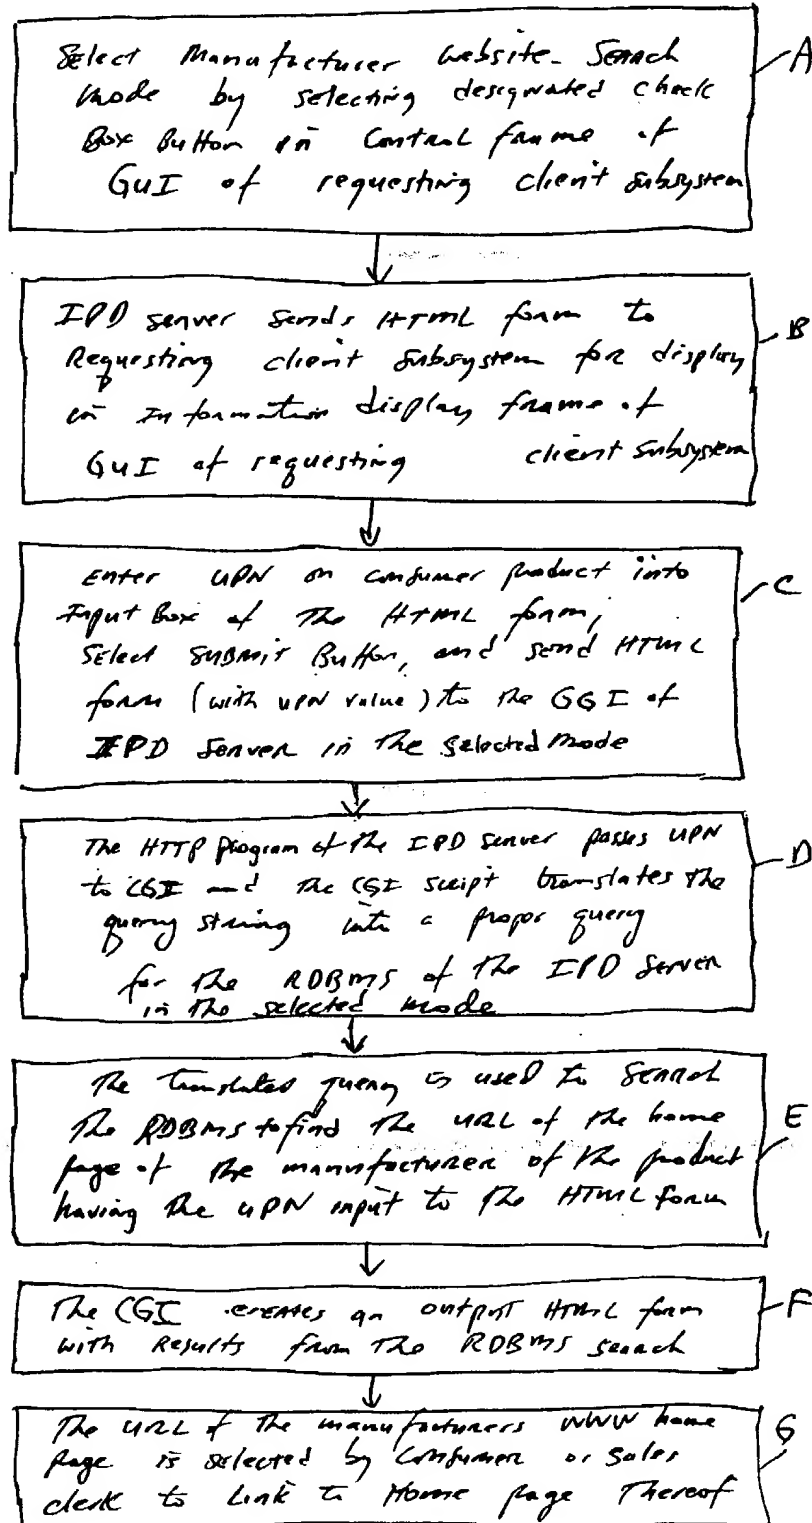 Select Manufacturer Website-Search
A
Mode by selecting designated check
Box Button in Control frame of
GUI of requesting client subsystem
IPD server sends HTML form to
B
Requesting client subsystem for display
in Information display frame of
GUI of requesting client subsystem
Enter UPN on consumer product into
C
Input Box of the HTML form,
Select SUBMIT Button, and send HTML
form (with UPN value) to the GGI of
IPD Server in the selected mode
The HTTP program of the IPD server passes UPN
D
to CGI and the CGI script translates the
query string into a proper query
for the RDBMS of the IPD Server
in the selected mode
The translated query is used to search
The RDBMS to find the URL of the home
E
page of the manufacturer of the product
having the UPN input to the HTML form
The CGI creates an output HTML form
F
with Results from the RDBMS search
The URL of the manufacturers WWW home
G
page is selected by Consumer or sales
clerk to Link to Home page Thereof